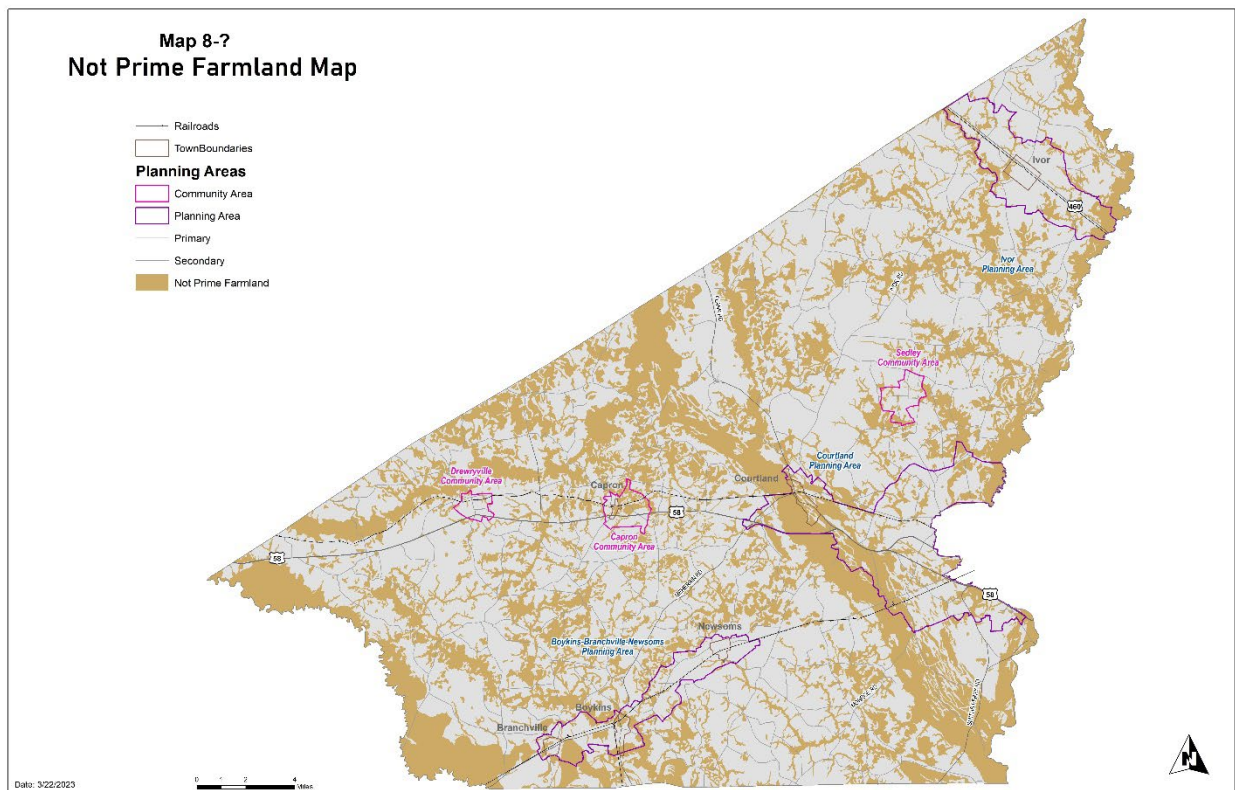 Map 8-?
Not Prime Farmland Map
Railroads
TownBoundaries
Planning Areas
Community Area
Planning Area
Primary
Secondary
Not Prime Farmland
Ivor
460
Ivor
Planning Area
Sedley
Community Area
Courtland
Planning Area
Drewryville
Community Area
Capron
Courtland
58
Capron
Community Area
58
58
Boykins-Branchville-Newsoms
Planning Area
Newsoms
Boykins
Branchville
0 1 2 4
Miles
N
Date: 3/22/2023